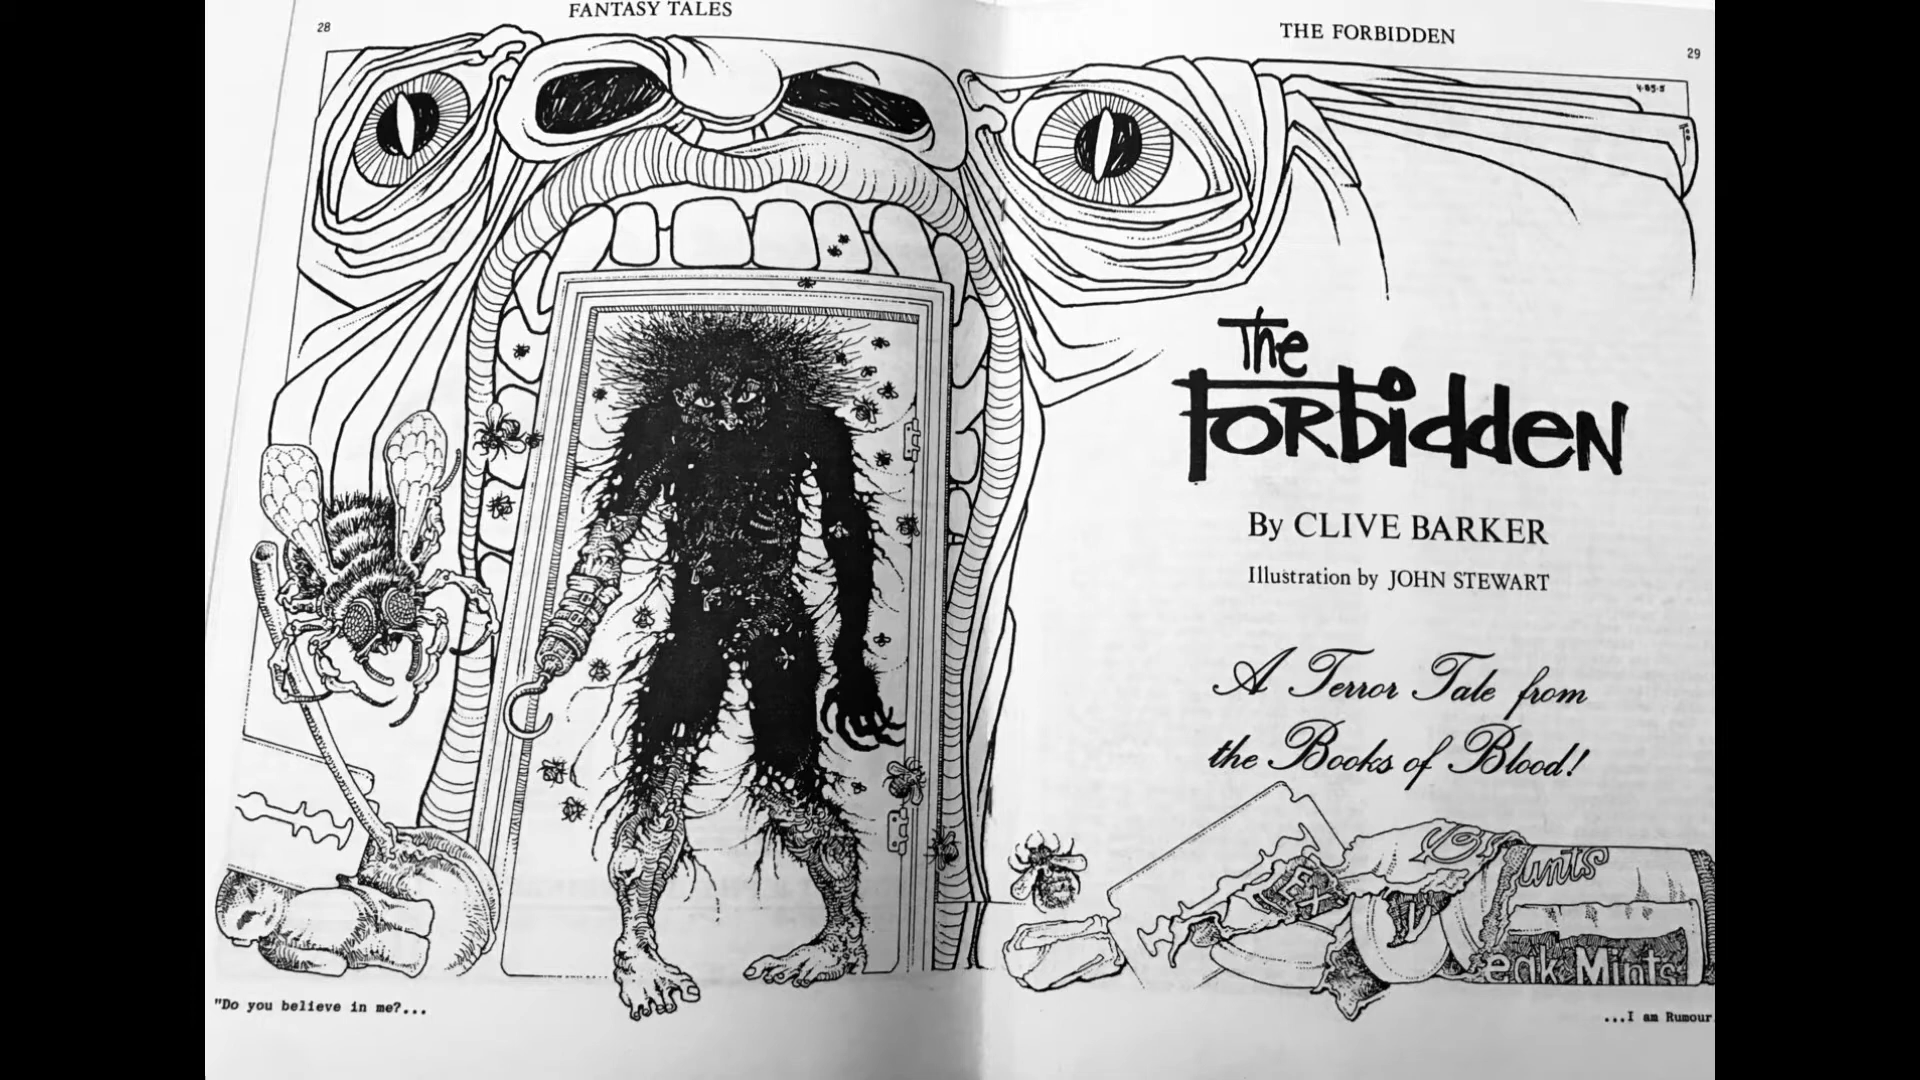 28
FANTASY TALES
THE FORBIDDEN
29
The
Forbidden
By CLIVE BARKER
Illustration by JOHN STEWART
A Terror Tale from
the Books of Blood!
Mints
"Do you believe in me?...
...I am Rumour